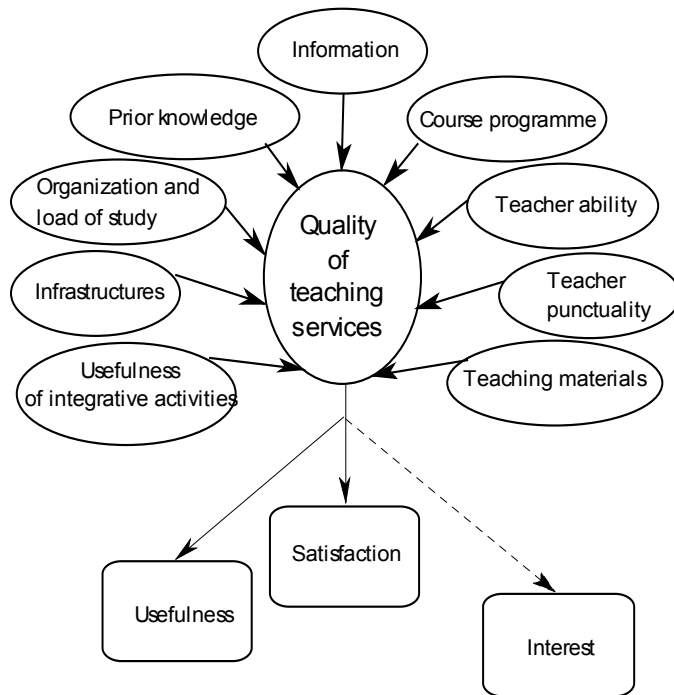 Information
Prior knowledge
Course programme
Organization and
load of study
Teacher ability
Quality
of
teaching
services
Infrastructures
Teacher
punctuality
Usefulness
of integrative activities
Teaching materials
Satisfaction
Usefulness
Interest